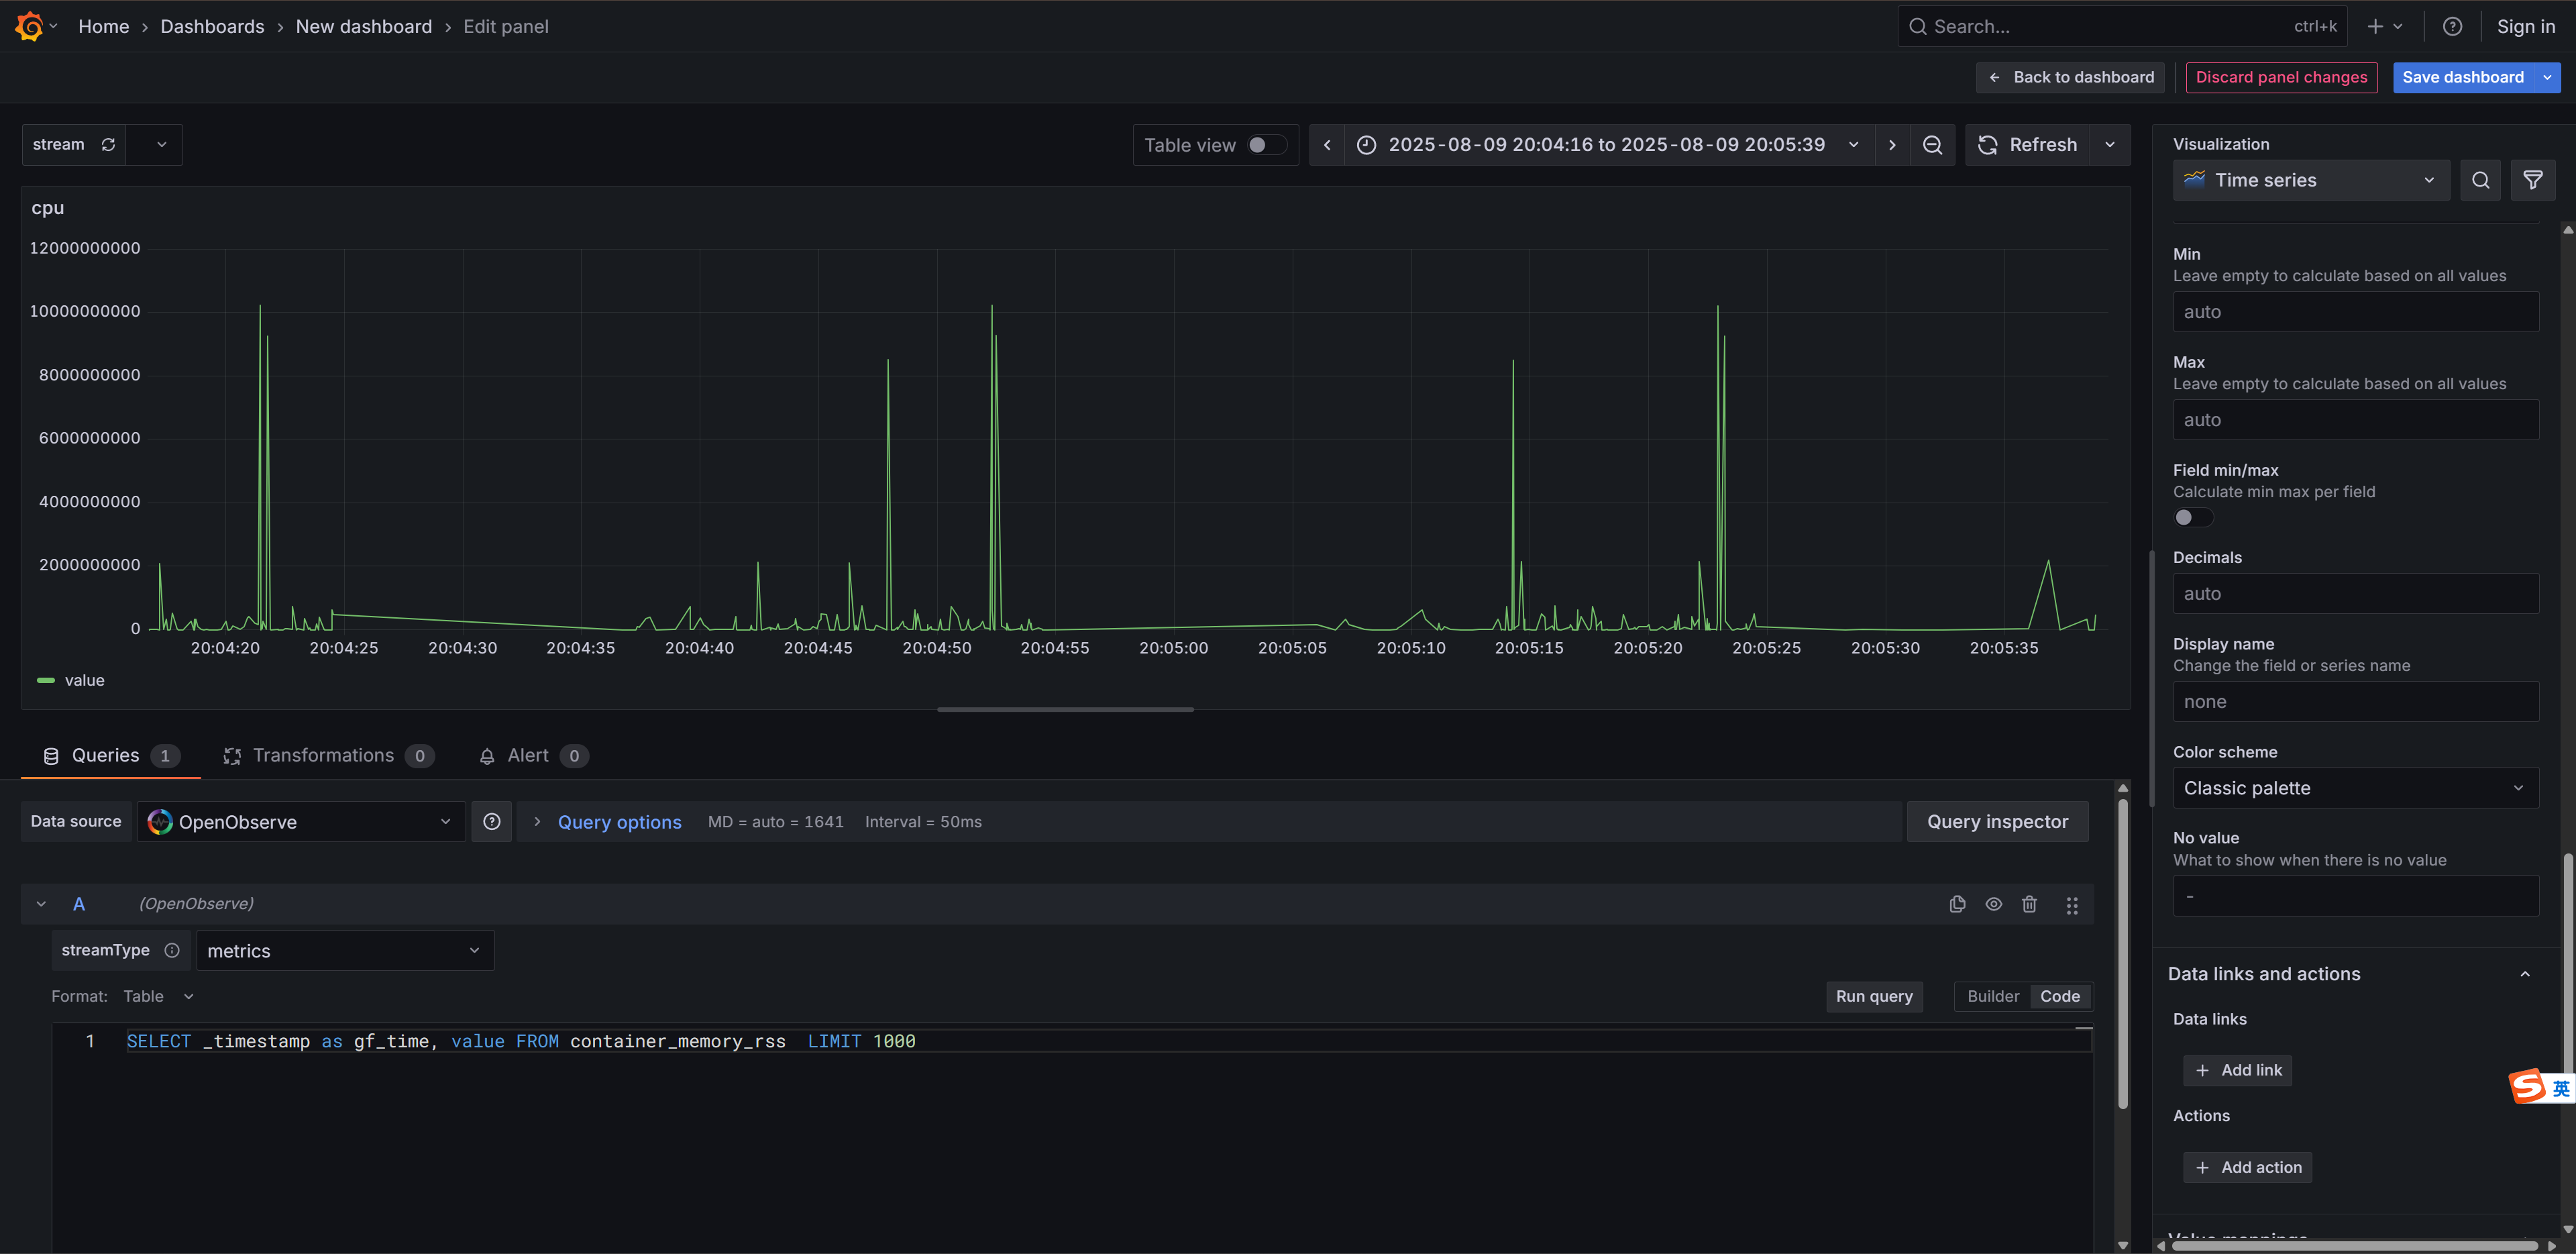 Home › Dashboards › New dashboard › Edit panel
Search...
ctrl+k
Sign in
Back to dashboard
Discard panel changes
Save dashboard
stream
Table view
2025-08-09 20:04:16 to 2025-08-09 20:05:39
Refresh
cpu
12000000000
10000000000
8000000000
6000000000
4000000000
2000000000
0
20:04:20 20:04:25 20:04:30 20:04:35 20:04:40 20:04:45 20:04:50 20:04:55 20:05:00 20:05:05 20:05:10 20:05:15 20:05:20 20:05:25 20:05:30 20:05:35
value
Queries 1
Transformations 0
Alert 0
Data source
OpenObserve
Query options
MD = auto = 1641
Interval = 50ms
Query inspector
A
(OpenObserve)
streamType
metrics
Format: Table
Run query
Builder
Code
1 SELECT _timestamp as gf_time, value FROM container_memory_rss  LIMIT 1000
Visualization
Time series
Min
Leave empty to calculate based on all values
auto
Max
Leave empty to calculate based on all values
auto
Field min/max
Calculate min max per field
Decimals
auto
Display name
Change the field or series name
none
Color scheme
Classic palette
No value
What to show when there is no value
-
Data links and actions
Data links
Add link
Actions
Add action
Value mappings
英